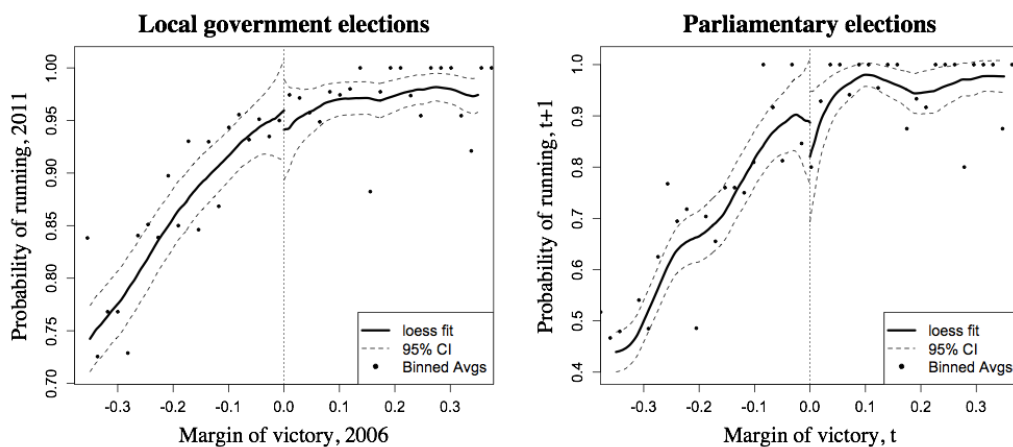 Local government elections
Probability of running, 2011
1.00
0.95
0.90
0.85
0.80
0.75
0.70
loess fit
95% CI
Binned Avgs
-0.3 -0.2 -0.1 0.0 0.1 0.2 0.3
Margin of victory, 2006
Parliamentary elections
Probability of running, t+1
1.0
0.9
0.8
0.7
0.6
0.5
0.4
loess fit
95% CI
Binned Avgs
-0.3 -0.2 -0.1 0.0 0.1 0.2 0.3
Margin of victory, t